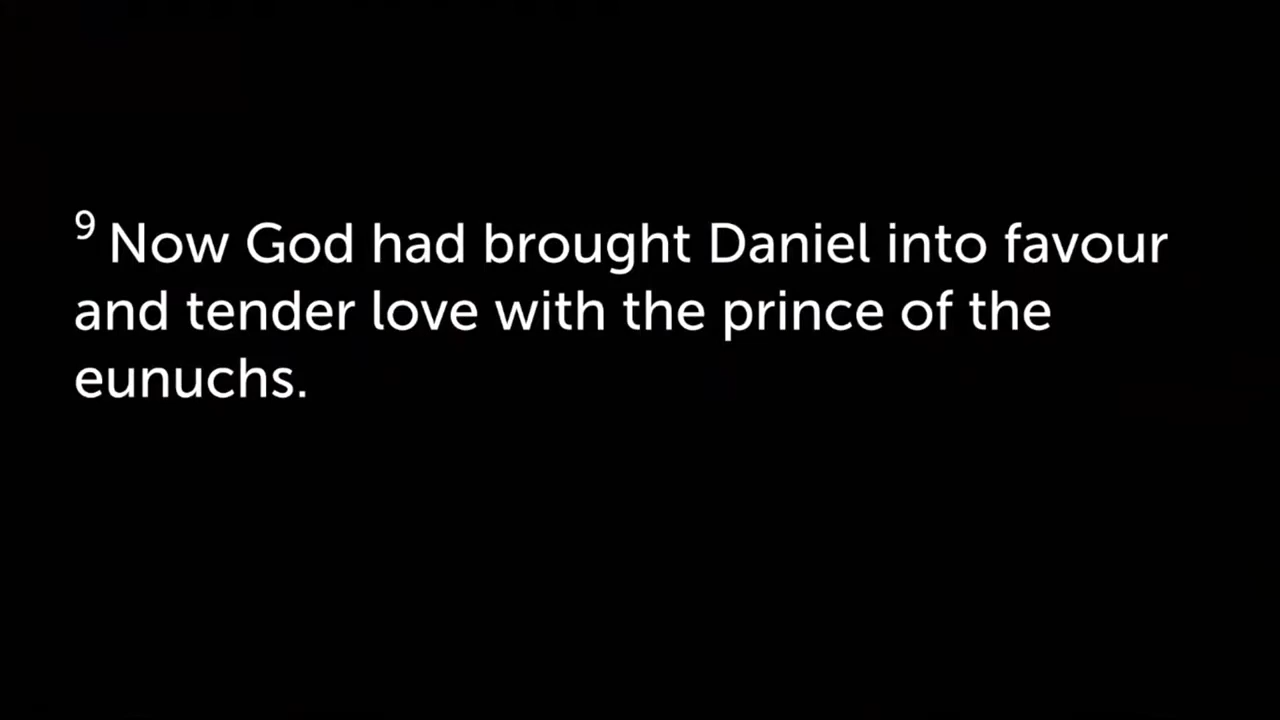 9 Now God had brought Daniel into favour
and tender love with the prince of the
eunuchs.